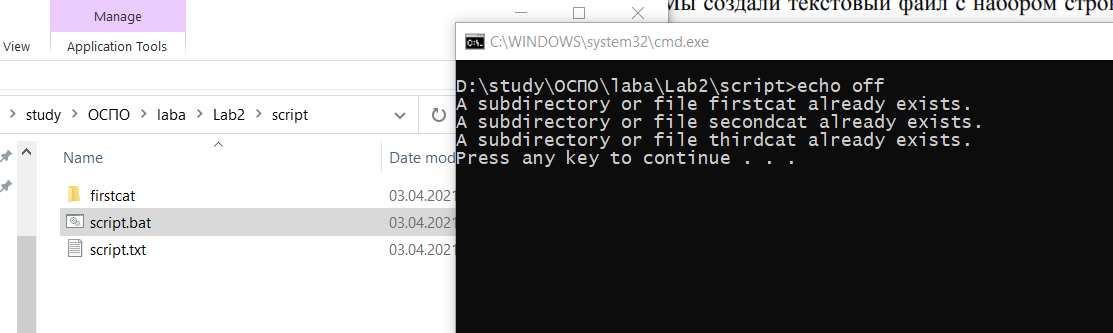 Manage
View
Application Tools
study
ОСПО
laba
Lab2
script
Name
Date mod
firstcat
03.04.2021
script.bat
03.04.2021
script.txt
03.04.2021
Мы создали текстовый файл с набором стро
C:\WINDOWS\system32\cmd.exe
D:\study\ОСПО\laba\Lab2\script>echo off
A subdirectory or file firstcat already exists.
A subdirectory or file secondcat already exists.
A subdirectory or file thirdcat already exists.
Press any key to continue . . .